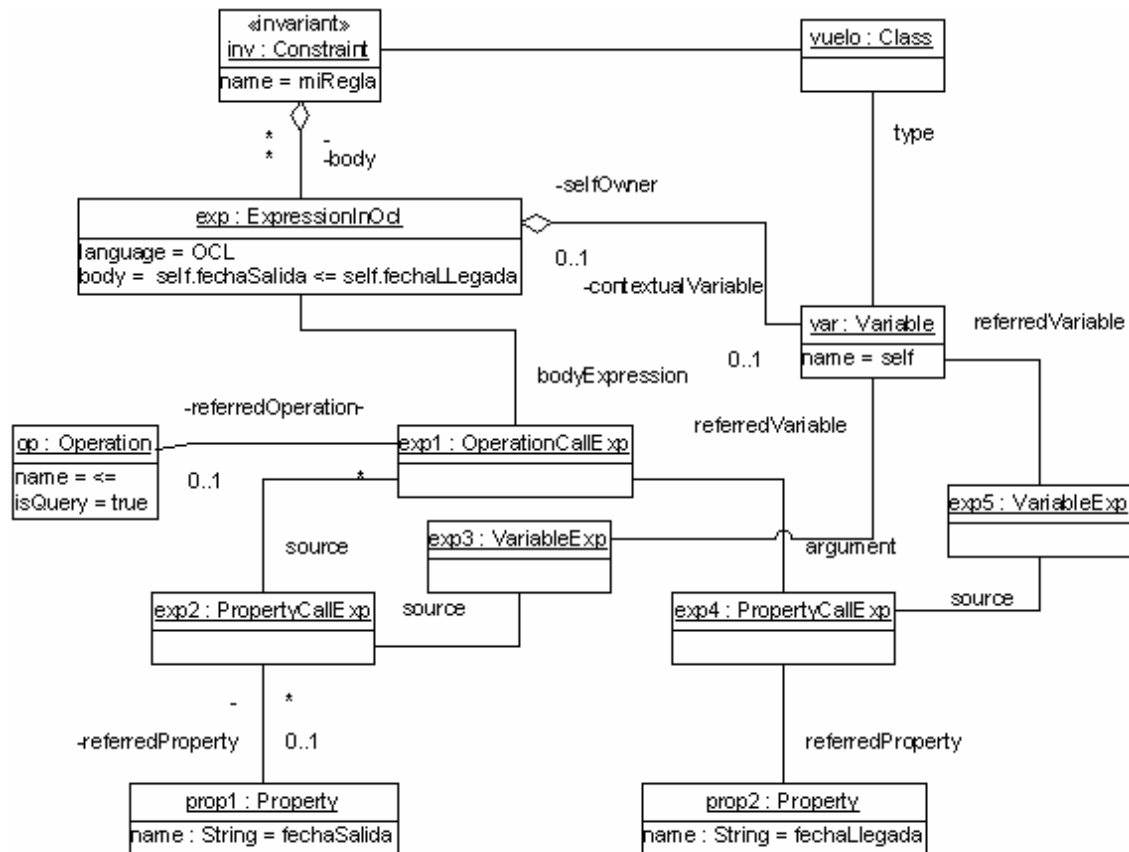 «invariant»
inv : Constraint
name = miRegla
vuelo : Class
type
*
-
*
-body
-selfOwner
exp : ExpressionInOcl
language = OCL
body =  self.fechaSalida <= self.fechaLLegada
0..1
-contextualVariable
var : Variable
name = self
referredVariable
0..1
bodyExpression
-referredOperation-
referredVariable
op : Operation
name = <=
isQuery = true
0..1
*
exp1 : OperationCallExp
exp5 : VariableExp
exp3 : VariableExp
source
argument
exp2 : PropertyCallExp
source
exp4 : PropertyCallExp
source
-
*
-referredProperty
0..1
referredProperty
prop1 : Property
name : String = fechaSalida
prop2 : Property
name : String = fechaLlegada